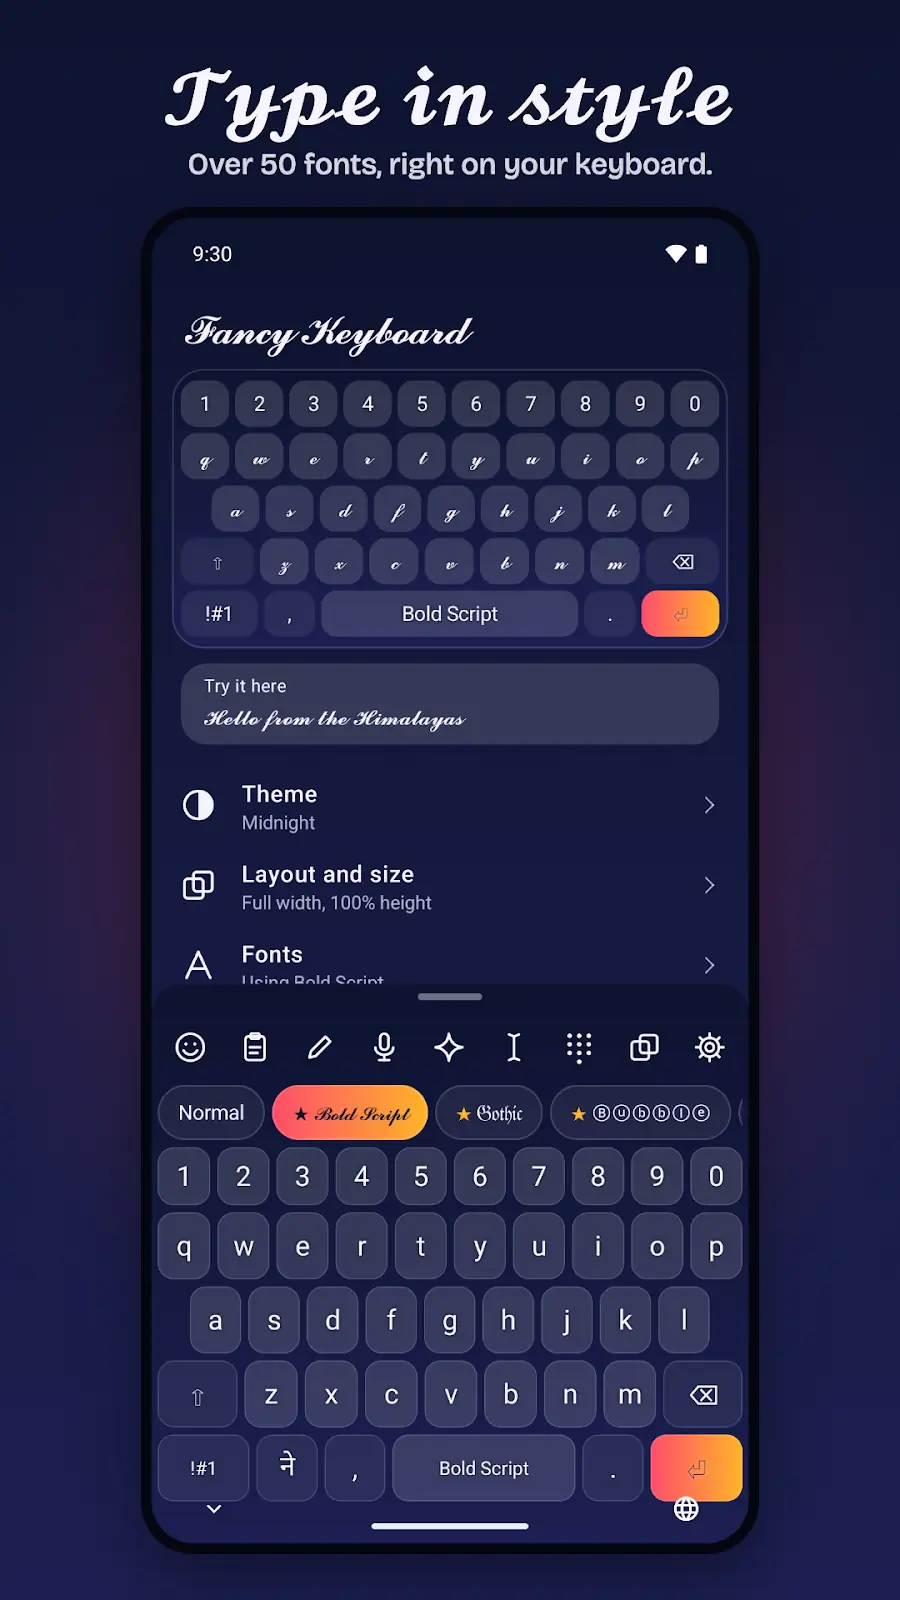 Type in style
Over 50 fonts, right on your keyboard.
9:30
Fancy Keyboard
1 2 3 4 5 6 7 8 9 0
q w e r t y u i o p
a s d f g h j k l
⇧ z x c v b n m ⌫
!#1 , Bold Script . ⏎
Try it here
Hello from the Himalayas
Theme
Midnight
Layout and size
Full width, 100% height
Fonts
Using Bold Script
Normal ★ Bold Script ★ Gothic ★ Ⓑⓤⓑⓑⓛⓔ
1 2 3 4 5 6 7 8 9 0
q w e r t y u i o p
a s d f g h j k l
⇧ z x c v b n m ⌫
!#1 ने , Bold Script . ⏎